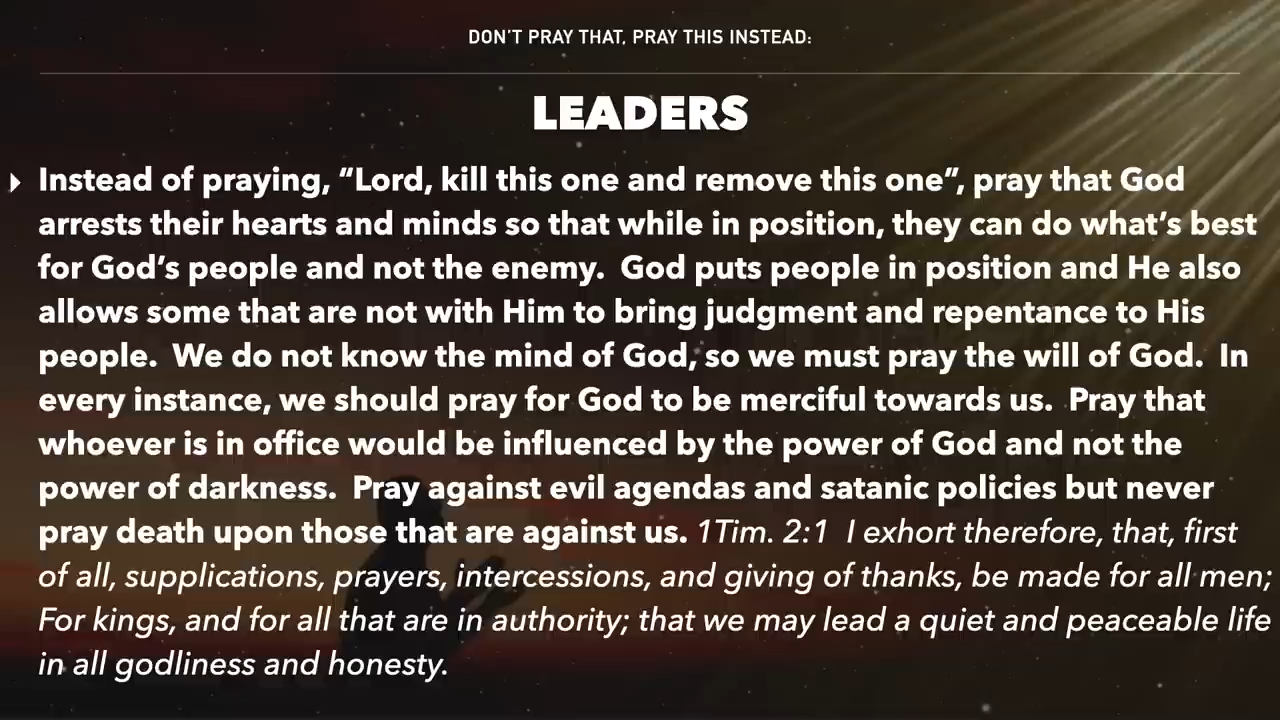 DON'T PRAY THAT, PRAY THIS INSTEAD:
LEADERS
Instead of praying, “Lord, kill this one and remove this one”, pray that God
arrests their hearts and minds so that while in position, they can do what’s best
for God’s people and not the enemy.  God puts people in position and He also
allows some that are not with Him to bring judgment and repentance to His
people.  We do not know the mind of God, so we must pray the will of God.  In
every instance, we should pray for God to be merciful towards us.  Pray that
whoever is in office would be influenced by the power of God and not the
power of darkness.  Pray against evil agendas and satanic policies but never
pray death upon those that are against us. 1Tim. 2:1  I exhort therefore, that, first
of all, supplications, prayers, intercessions, and giving of thanks, be made for all men;
For kings, and for all that are in authority; that we may lead a quiet and peaceable life
in all godliness and honesty.